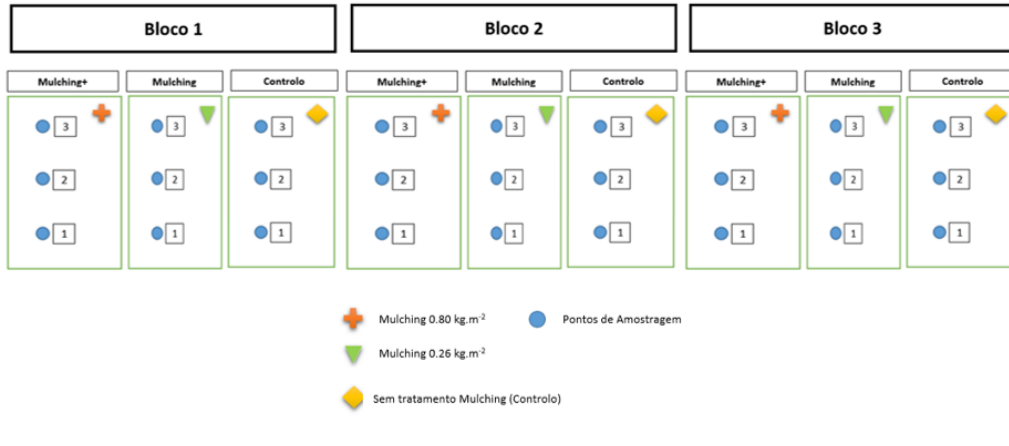 Bloco 1 Bloco 2 Bloco 3
Mulching+ Mulching Controlo Mulching+ Mulching Controlo Mulching+ Mulching Controlo
3 3 3 3 3 3 3 3 3
2 2 2 2 2 2 2 2 2
1 1 1 1 1 1 1 1 1
Mulching 0.80 kg.m⁻² Pontos de Amostragem
Mulching 0.26 kg.m⁻²
Sem tratamento Mulching (Controlo)